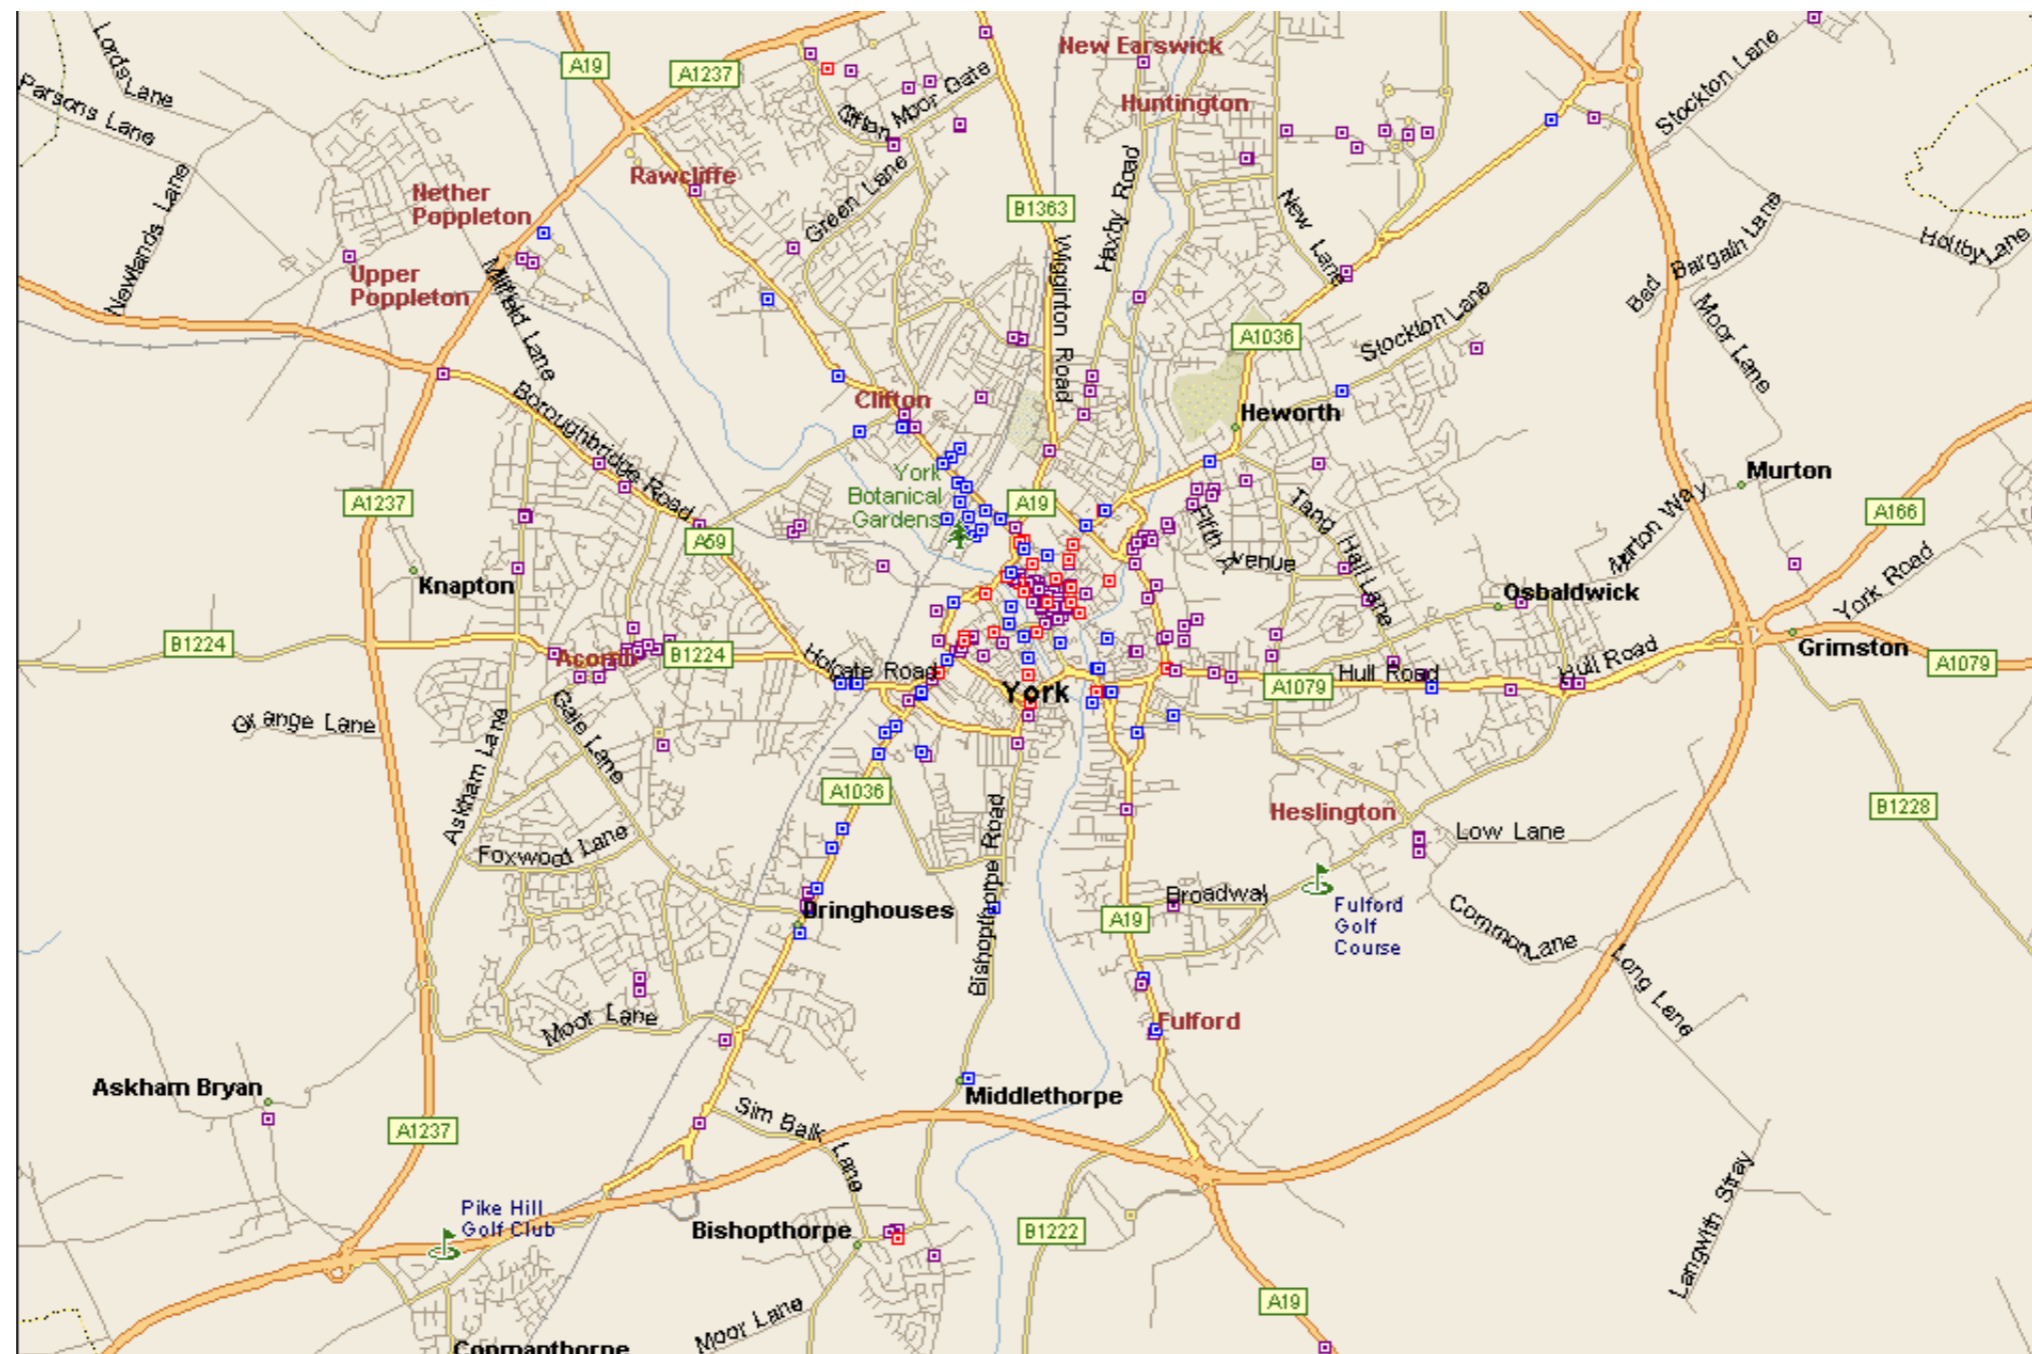 Lords Lane
A19
A1237
New Earswick
Stockton Lane
Parsons Lane
Clifton Moor Gate
Huntington
Rawcliffe
Nether
Poppleton
Green Lane
B1363
Haxby Road
New Lane
Newlands Lane
Bad Bargain Lane
Holtby Lane
Upper
Poppleton
Millfield Lane
Wigginton Road
A1036
Stockton Lane
Moor Lane
Boroughbridge Road
Clifton
Heworth
York
Botanical
Gardens
A1237
A19
Murton
A59
Fifth Avenue
Tang Hall Lane
Murton Way
A166
York Road
Knapton
Osbaldwick
B1224
Acomb
B1224
Holgate Road
Grimston
Hull Road
Hull Road
A1079
A1079
York
Grange Lane
Gale Lane
Askham Lane
A1036
Bishopthorpe Road
Heslington
Low Lane
B1228
Foxwood Lane
Dringhouses
Broadway
A19
Fulford
Golf
Course
Common Lane
Long Lane
Moor Lane
Fulford
Askham Bryan
Middlethorpe
Sim Balk Lane
A1237
Langwith Stray
Pike Hill
Golf Club
Bishopthorpe
B1222
A19
Moor Lane
Copmanthorpe